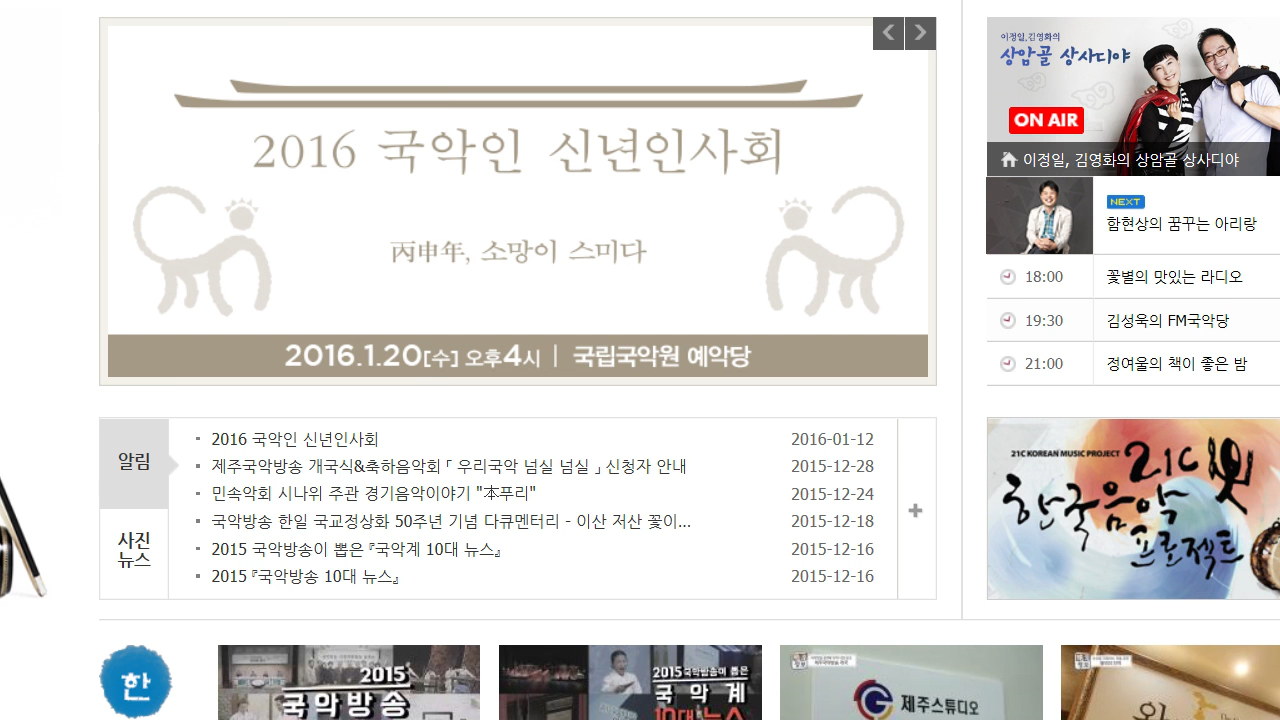 2016 국악인 신년인사회
丙申年, 소망이 스미다
2016.1.20[수] 오후4시 | 국립국악원 예악당
이정일, 김영화의
상암골 상사디야
ON AIR
이정일, 김영화의 상암골 상사디야
NEXT
함현상의 꿈꾸는 아리랑
18:00 꽃별의 맛있는 라디오
19:30 김성욱의 FM국악당
21:00 정여울의 책이 좋은 밤
알림
사진
뉴스
2016 국악인 신년인사회 2016-01-12
제주국악방송 개국식&축하음악회 ｢ 우리국악 넘실 넘실 ｣ 신청자 안내 2015-12-28
민속악회 시나위 주관 경기음악이야기 "本푸리" 2015-12-24
국악방송 한일 국교정상화 50주년 기념 다큐멘터리 - 이산 저산 꽃이... 2015-12-18
2015 국악방송이 뽑은『국악계 10대 뉴스』 2015-12-16
2015 『국악방송 10대 뉴스』 2015-12-16
21C KOREAN MUSIC PROJECT
21C
한국음악
프로젝트
한
2015
국악방송
2015 국악방송이 뽑은
국악계
10대 뉴스
제주스튜디오